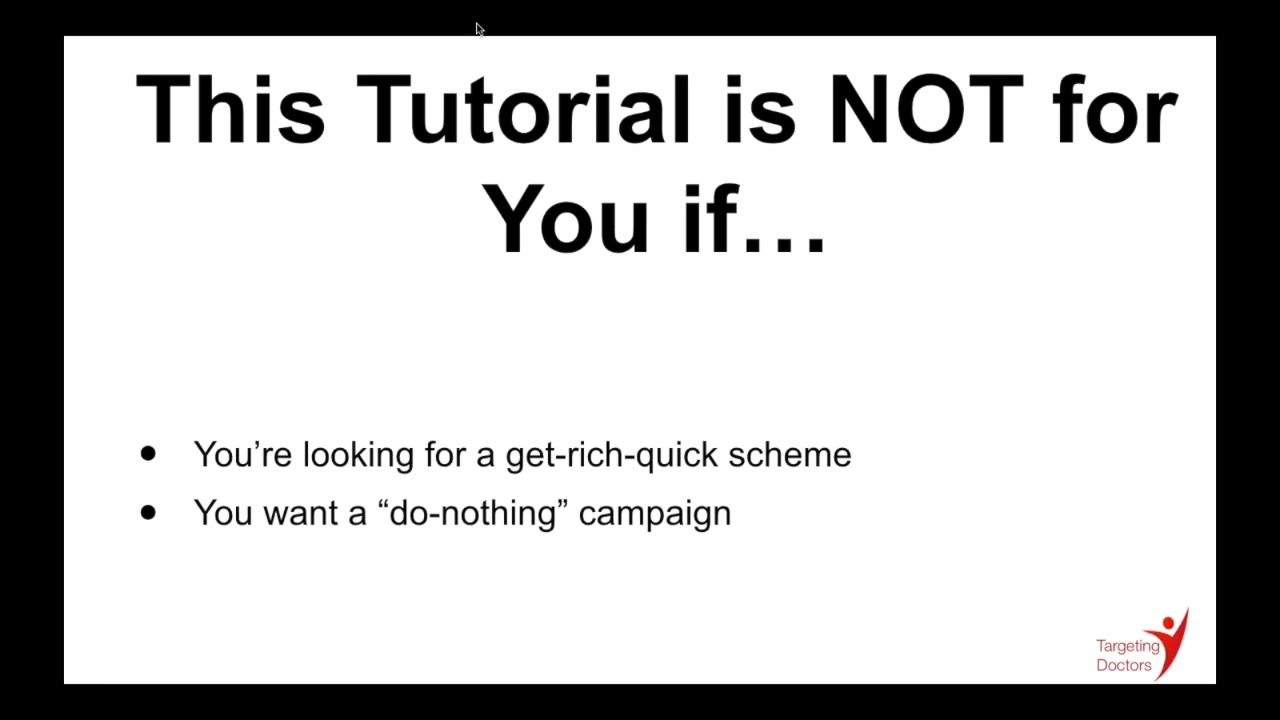 This Tutorial is NOT for
You if…
● You’re looking for a get-rich-quick scheme
● You want a “do-nothing” campaign
Targeting
Doctors